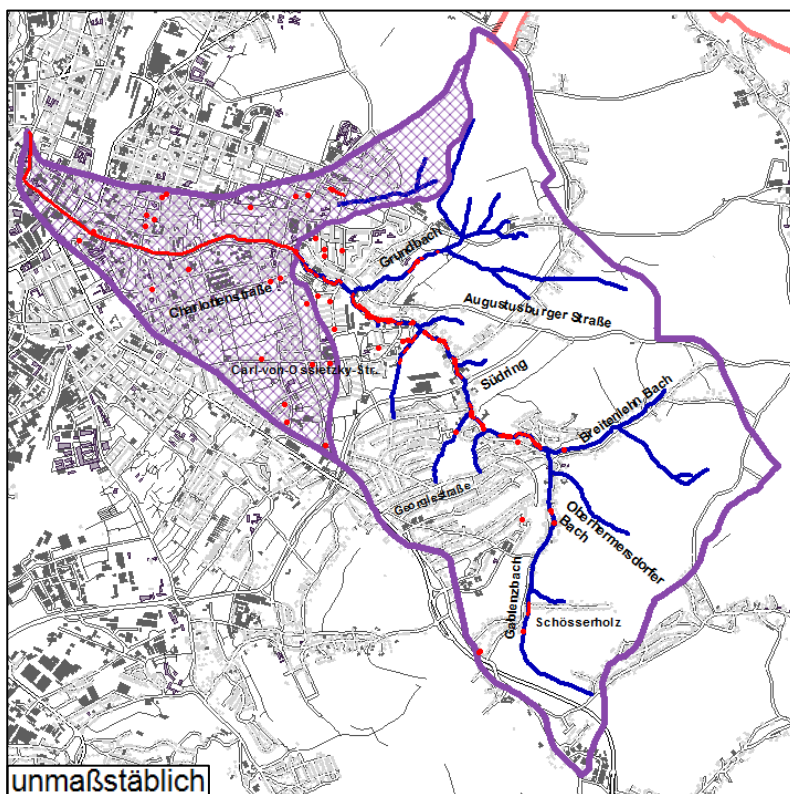 Grundbach
Charlottenstraße
Augustusburger Straße
Carl-von-Ossietzky-Str.
Südring
Breitenlehn Bach
Georgistraße
Oberhermersdorfer
Bach
Gablenzbach
Schösserholz
unmaßstäblich